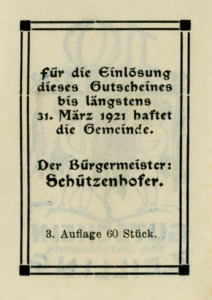 für die Einlösung
dieses Gutscheines
bis längstens
31. März 1921 haftet
die Gemeinde.
Der Bürgermeister:
Schützenhofer.
3. Auflage 60 Stück.